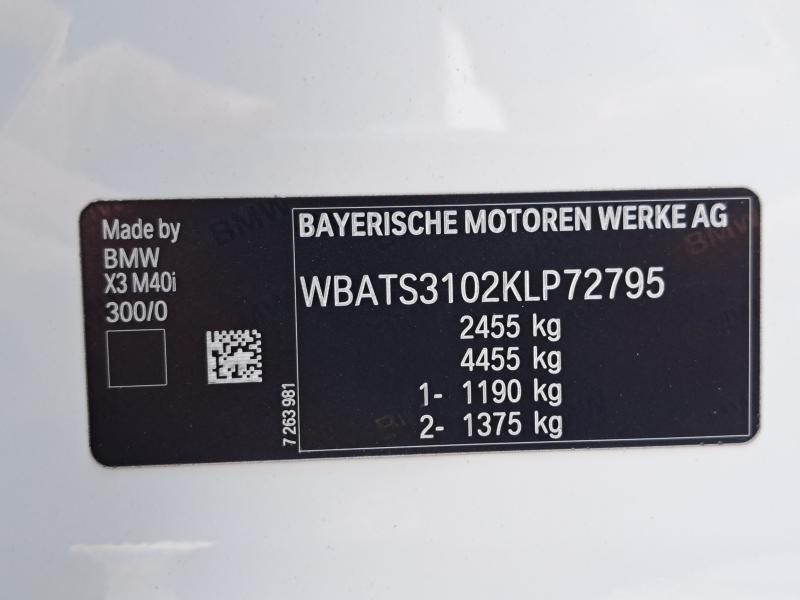 Made by
BMW
X3 M40i
300/0
7 263 981
BAYERISCHE MOTOREN WERKE AG
WBATS3102KLP72795
2455 kg
4455 kg
1- 1190 kg
2- 1375 kg